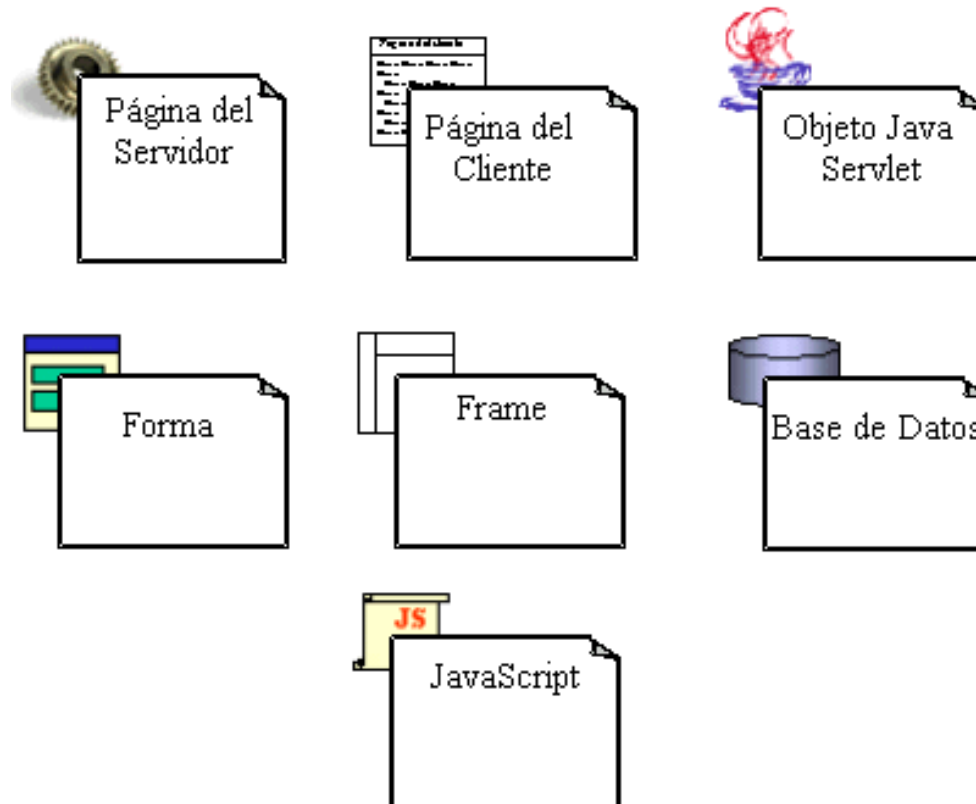 Página del
Servidor
Página del
Cliente
Objeto Java
Servlet
Forma
Frame
Base de Datos
JS
JavaScript